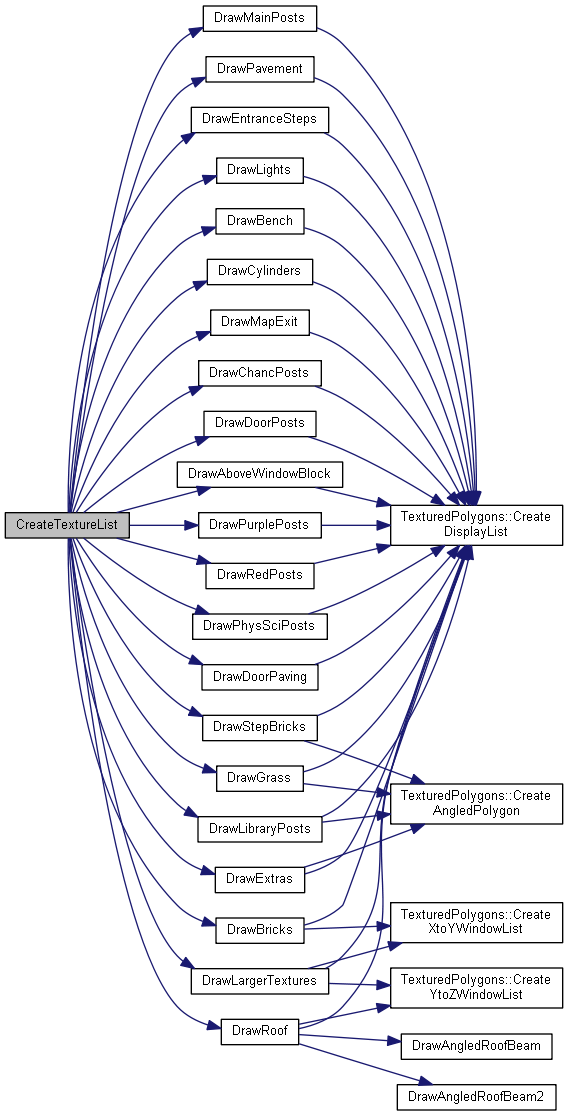 DrawMainPosts
DrawPavement
DrawEntranceSteps
DrawLights
DrawBench
DrawCylinders
DrawMapExit
DrawChancPosts
DrawDoorPosts
DrawAboveWindowBlock
CreateTextureList
DrawPurplePosts
TexturedPolygons::Create
DisplayList
DrawRedPosts
DrawPhysSciPosts
DrawDoorPaving
DrawStepBricks
DrawGrass
TexturedPolygons::Create
AngledPolygon
DrawLibraryPosts
DrawExtras
DrawBricks
TexturedPolygons::Create
XtoYWindowList
DrawLargerTextures
TexturedPolygons::Create
YtoZWindowList
DrawRoof
DrawAngledRoofBeam
DrawAngledRoofBeam2